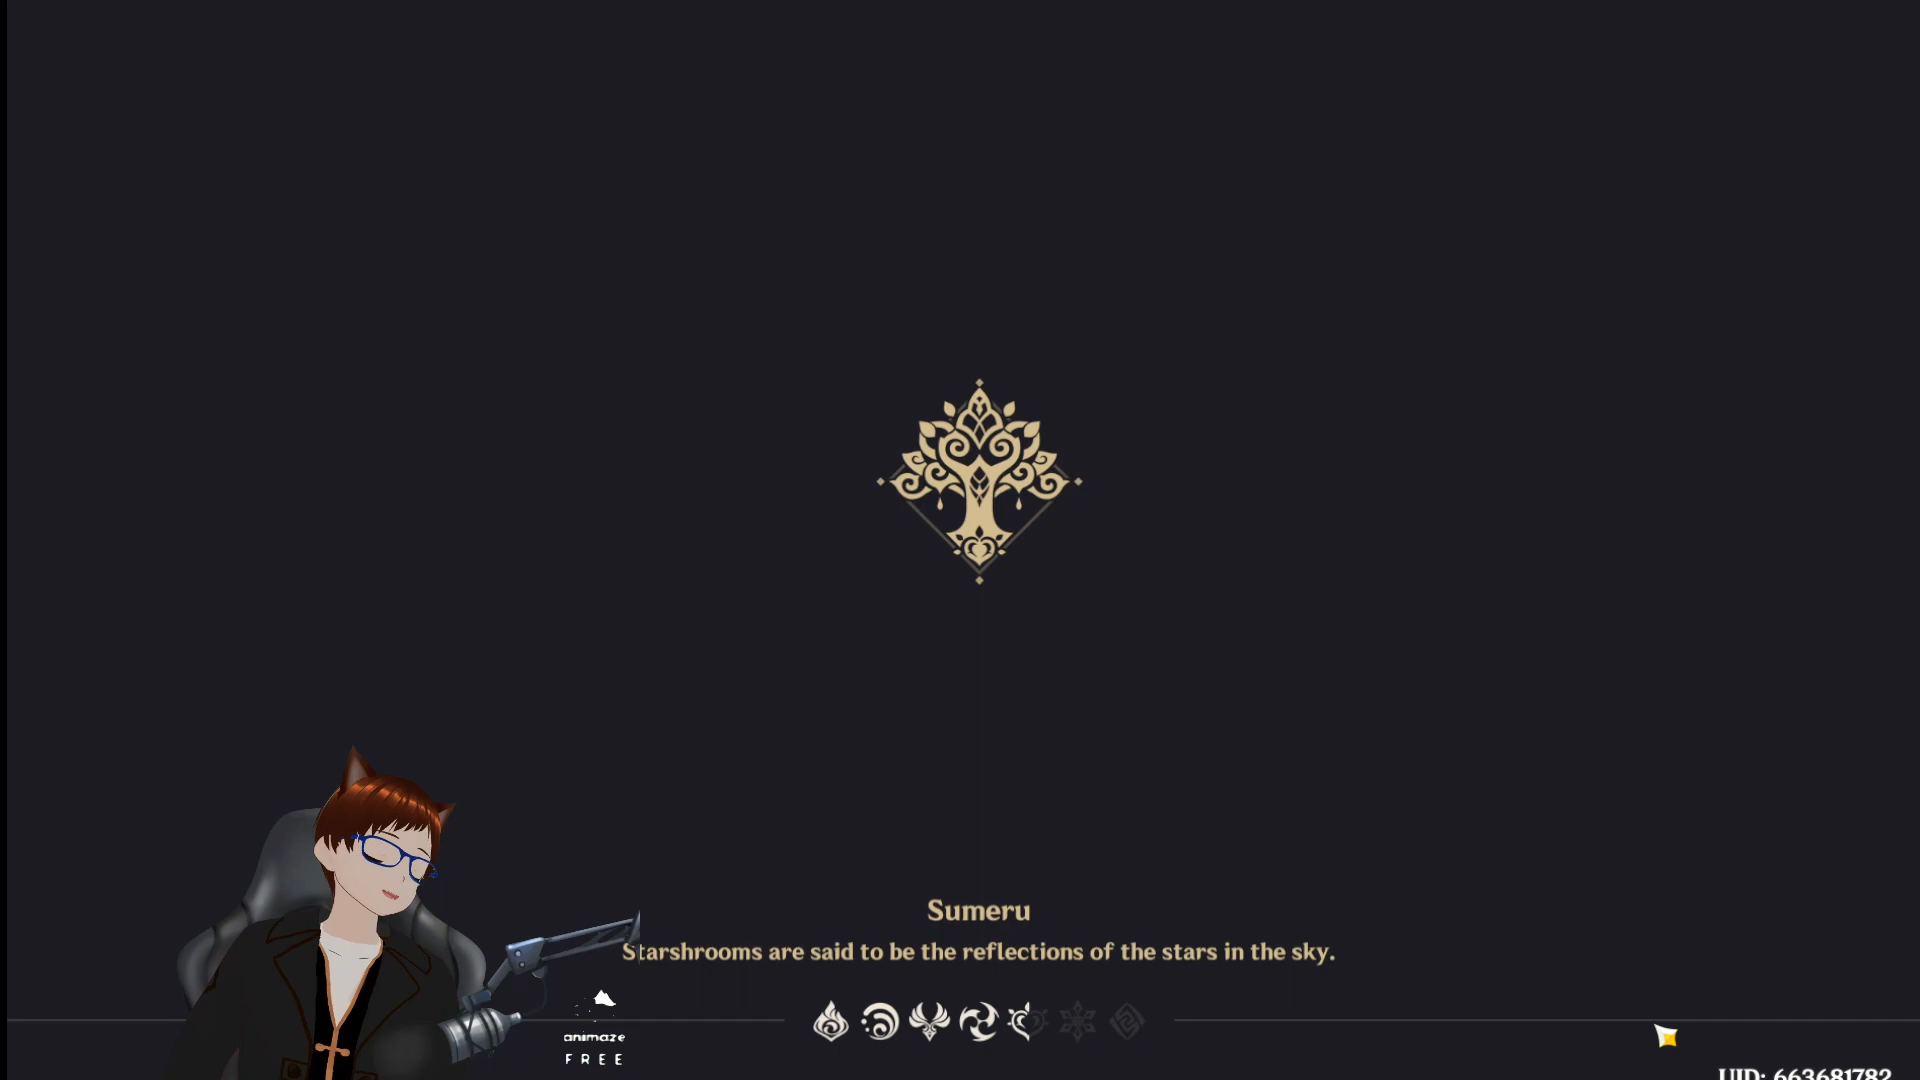 Sumeru
Starshrooms are said to be the reflections of the stars in the sky.
animaze
FREE
UID: 663681782